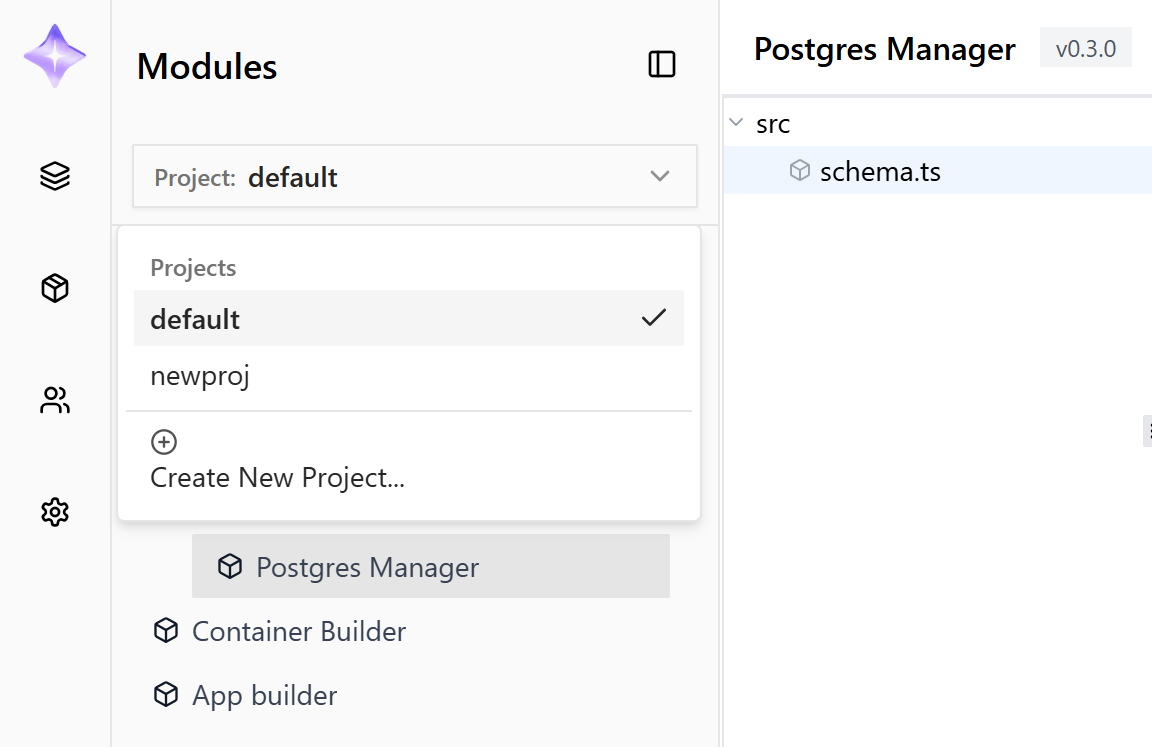 Modules
Project: default
Projects
default
newproj
Create New Project...
Postgres Manager
Container Builder
App builder
Postgres Manager v0.3.0
src
schema.ts